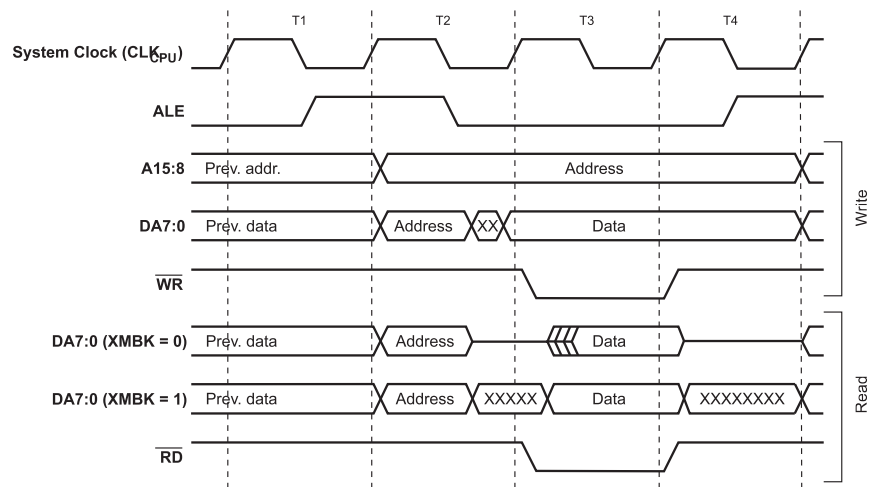 T1 T2 T3 T4
System Clock (CLKCPU)
ALE
A15:8 Prev. addr. Address
DA7:0 Prev. data Address XX Data
WR
Write
DA7:0 (XMBK = 0) Prev. data Address Data
DA7:0 (XMBK = 1) Prev. data Address XXXXX Data XXXXXXXX
RD
Read